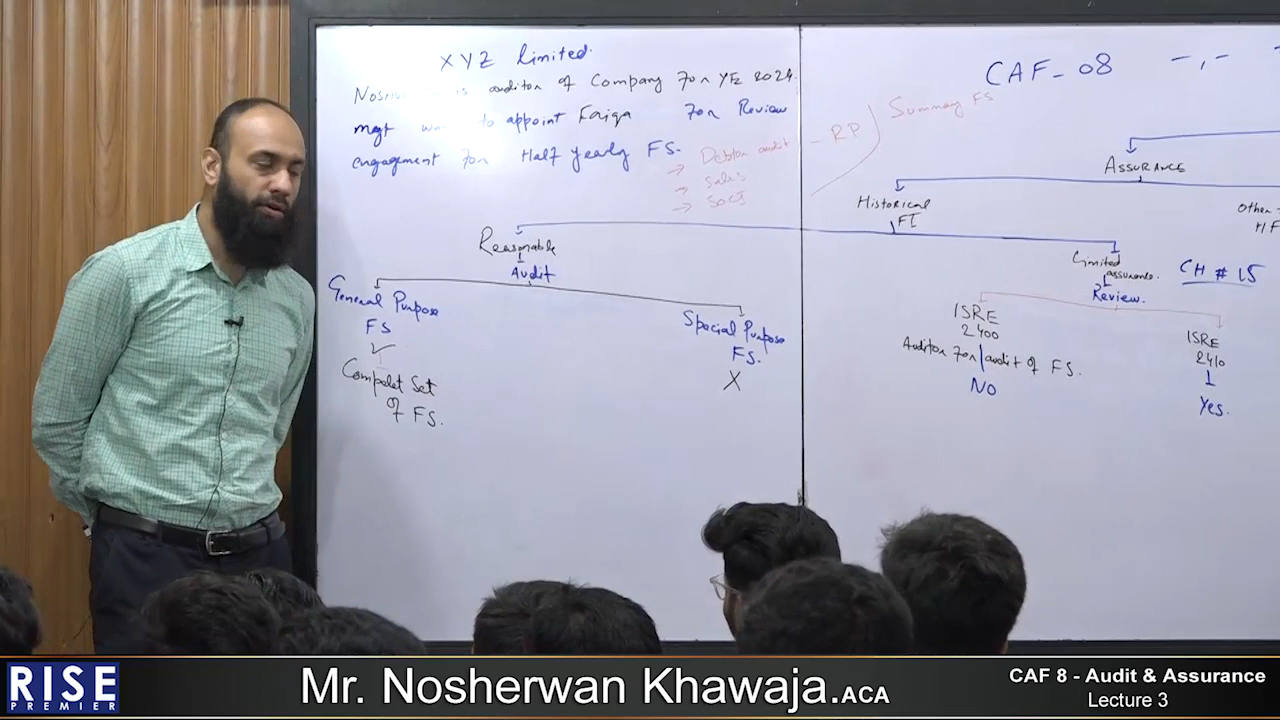 XYZ Limited.
is auditor of Company For YE 2024.
mgt to appoint Faiqa For Review
engagement For Half Yearly FS.
→ Debtor audit
→ Sales
→ SOCI
- RP
Summary FS
CAF-08
ASSURANCE
Historical
FI
Other -
H F
Reasonable
Audit
Limited
assurance.
Review.
CH # 15
General Purpose
FS
✓
Complet Set
of FS.
Special Purpose
FS.
X
ISRE
2400
Auditor For audit of FS.
No
ISRE
2410
Yes.
RISE
PREMIER
Mr. Nosherwan Khawaja.ACA
CAF 8 - Audit & Assurance
Lecture 3